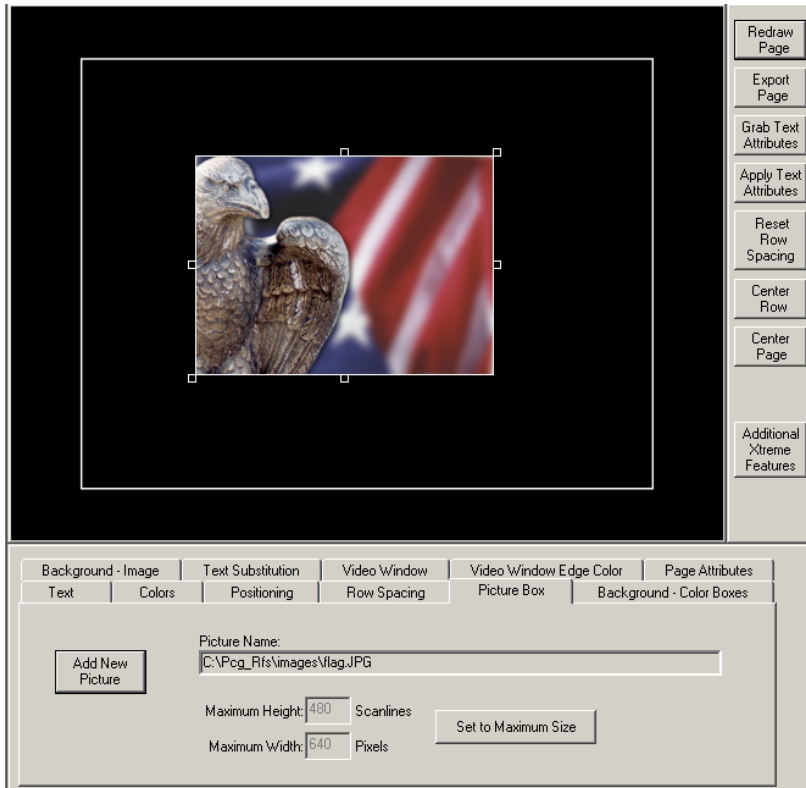 Redraw
Page
Export
Page
Grab Text
Attributes
Apply Text
Attributes
Reset
Row
Spacing
Center
Row
Center
Page
Additional
Xtreme
Features
Background - Image
Text Substitution
Video Window
Video Window Edge Color
Page Attributes
Text
Colors
Positioning
Row Spacing
Picture Box
Background - Color Boxes
Picture Name:
Add New
Picture
C:\Pcg_Rfs\images\flag.JPG
Maximum Height: 480 Scanlines
Set to Maximum Size
Maximum Width: 640 Pixels